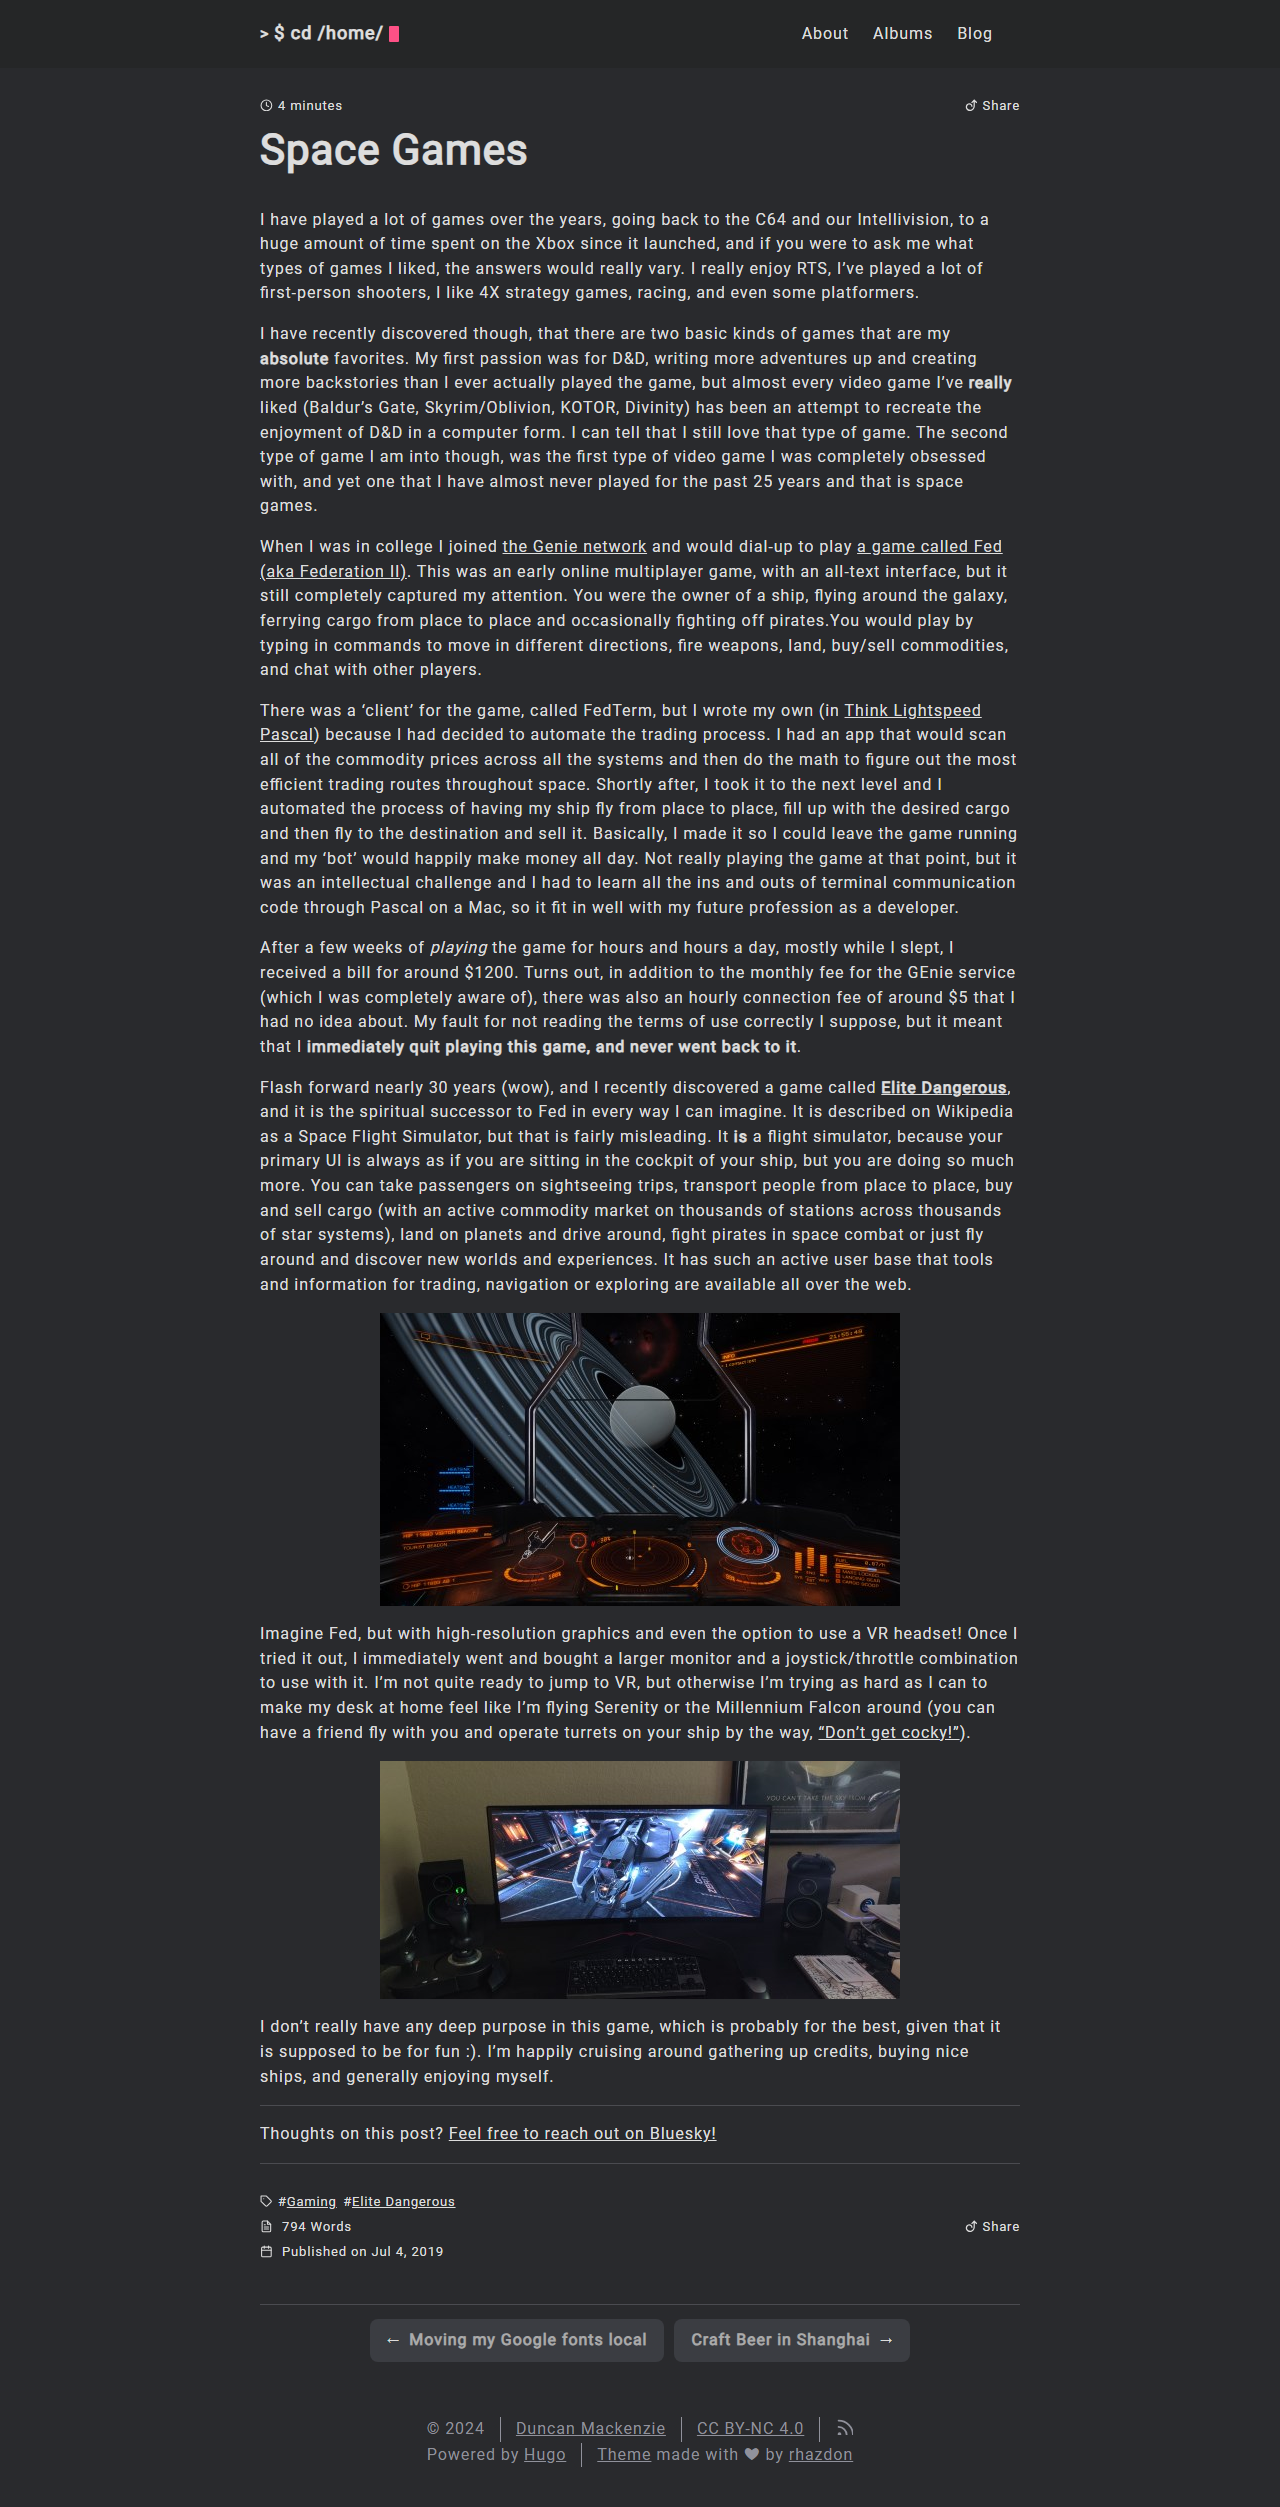 > $ cd /home/
About Albums Blog
4 minutes
Share
Space Games
I have played a lot of games over the years, going back to the C64 and our Intellivision, to a
huge amount of time spent on the Xbox since it launched, and if you were to ask me what
types of games I liked, the answers would really vary. I really enjoy RTS, I’ve played a lot of
first-person shooters, I like 4X strategy games, racing, and even some platformers.
I have recently discovered though, that there are two basic kinds of games that are my
absolute favorites. My first passion was for D&D, writing more adventures up and creating
more backstories than I ever actually played the game, but almost every video game I’ve really
liked (Baldur’s Gate, Skyrim/Oblivion, KOTOR, Divinity) has been an attempt to recreate the
enjoyment of D&D in a computer form. I can tell that I still love that type of game. The second
type of game I am into though, was the first type of video game I was completely obsessed
with, and yet one that I have almost never played for the past 25 years and that is space
games.
When I was in college I joined the Genie network and would dial-up to play a game called Fed
(aka Federation II). This was an early online multiplayer game, with an all-text interface, but it
still completely captured my attention. You were the owner of a ship, flying around the galaxy,
ferrying cargo from place to place and occasionally fighting off pirates.You would play by
typing in commands to move in different directions, fire weapons, land, buy/sell commodities,
and chat with other players.
There was a ‘client’ for the game, called FedTerm, but I wrote my own (in Think Lightspeed
Pascal) because I had decided to automate the trading process. I had an app that would scan
all of the commodity prices across all the systems and then do the math to figure out the most
efficient trading routes throughout space. Shortly after, I took it to the next level and I
automated the process of having my ship fly from place to place, fill up with the desired cargo
and then fly to the destination and sell it. Basically, I made it so I could leave the game running
and my ‘bot’ would happily make money all day. Not really playing the game at that point, but it
was an intellectual challenge and I had to learn all the ins and outs of terminal communication
code through Pascal on a Mac, so it fit in well with my future profession as a developer.
After a few weeks of playing the game for hours and hours a day, mostly while I slept, I
received a bill for around $1200. Turns out, in addition to the monthly fee for the GEnie service
(which I was completely aware of), there was also an hourly connection fee of around $5 that I
had no idea about. My fault for not reading the terms of use correctly I suppose, but it meant
that I immediately quit playing this game, and never went back to it.
Flash forward nearly 30 years (wow), and I recently discovered a game called Elite Dangerous,
and it is the spiritual successor to Fed in every way I can imagine. It is described on Wikipedia
as a Space Flight Simulator, but that is fairly misleading. It is a flight simulator, because your
primary UI is always as if you are sitting in the cockpit of your ship, but you are doing so much
more. You can take passengers on sightseeing trips, transport people from place to place, buy
and sell cargo (with an active commodity market on thousands of stations across thousands
of star systems), land on planets and drive around, fight pirates in space combat or just fly
around and discover new worlds and experiences. It has such an active user base that tools
and information for trading, navigation or exploring are available all over the web.
21:50:49
TOURIST BEACON
Imagine Fed, but with high-resolution graphics and even the option to use a VR headset! Once I
tried it out, I immediately went and bought a larger monitor and a joystick/throttle combination
to use with it. I’m not quite ready to jump to VR, but otherwise I’m trying as hard as I can to
make my desk at home feel like I’m flying Serenity or the Millennium Falcon around (you can
have a friend fly with you and operate turrets on your ship by the way, “Don’t get cocky!”).
YOU CAN'T TAKE THE SKY FROM ME
I don’t really have any deep purpose in this game, which is probably for the best, given that it
is supposed to be for fun :). I’m happily cruising around gathering up credits, buying nice
ships, and generally enjoying myself.
Thoughts on this post? Feel free to reach out on Bluesky!
#Gaming #Elite Dangerous
794 Words
Share
Published on Jul 4, 2019
← Moving my Google fonts local
Craft Beer in Shanghai →
© 2024 Duncan Mackenzie CC BY-NC 4.0
Powered by Hugo Theme made with ♥ by rhazdon